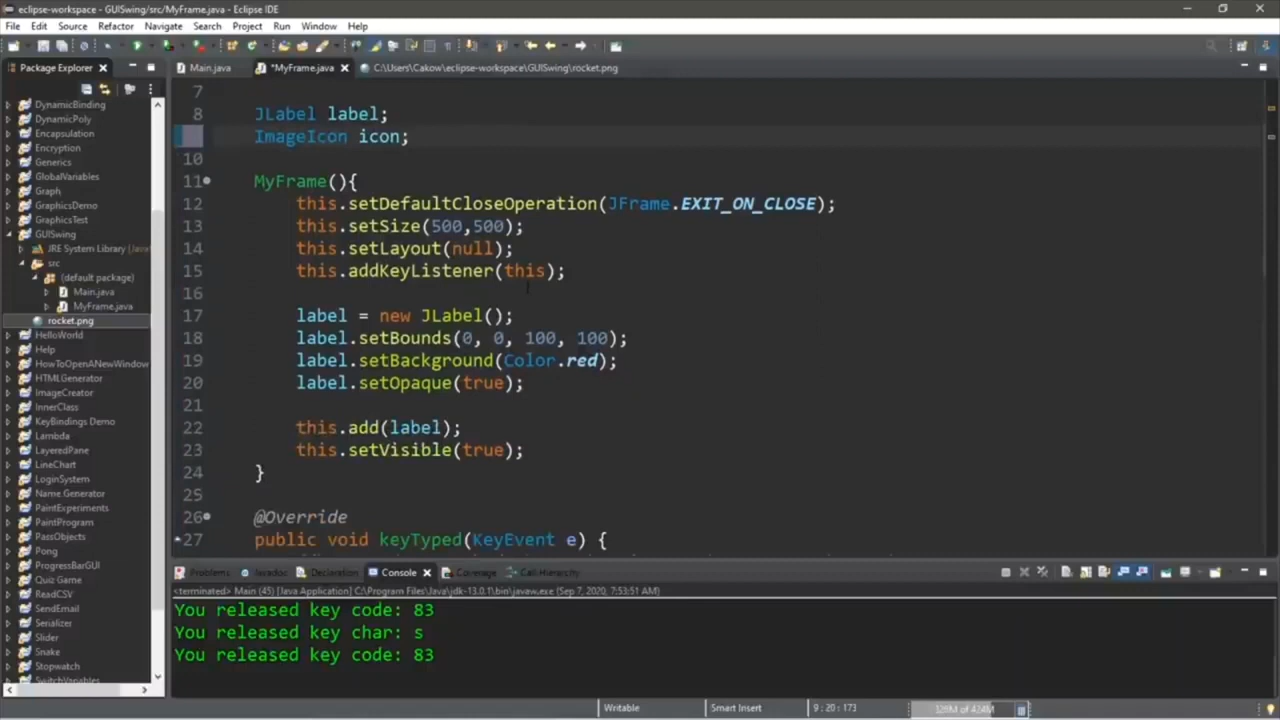 eclipse-workspace - GUISwing/src/MyFrame.java - Eclipse IDE
File Edit Source Refactor Navigate Search Project Run Window Help
Package Explorer
Main.java
*MyFrame.java
C:\Users\Cakow\eclipse-workspace\GUISwing\rocket.png
DynamicBinding
DynamicPoly
Encapsulation
Encryption
Generics
GlobalVariables
Graph
GraphicsDemo
GraphicsTest
GUISwing
JRE System Library
src
(default package)
Main.java
MyFrame.java
rocket.png
HelloWorld
Help
HowToOpenANewWindow
HTMLGenerator
ImageCreator
InnerClass
KeyBindings Demo
Lambda
LayeredPane
LineChart
LoginSystem
Name Generator
PaintExperiments
PaintProgram
PassObjects
Pong
ProgressBarGUI
Quiz Game
ReadCSV
SendEmail
Serializer
Slider
Snake
Stopwatch
SwitchVariables
7
8 JLabel label;
ImageIcon icon;
10
11 MyFrame(){
12 this.setDefaultCloseOperation(JFrame.EXIT_ON_CLOSE);
13 this.setSize(500,500);
14 this.setLayout(null);
15 this.addKeyListener(this);
16
17 label = new JLabel();
18 label.setBounds(0, 0, 100, 100);
19 label.setBackground(Color.red);
20 label.setOpaque(true);
21
22 this.add(label);
23 this.setVisible(true);
24 }
25
26 @Override
27 public void keyTyped(KeyEvent e) {
Problems Javadoc Declaration Console Coverage Call Hierarchy
<terminated> Main (45) [Java Application] C:\Program Files\Java\jdk-13.0.1\bin\javaw.exe (Sep 7, 2020, 7:53:51 AM)
You released key code: 83
You released key char: s
You released key code: 83
Writable
Smart Insert
9 : 20 : 173